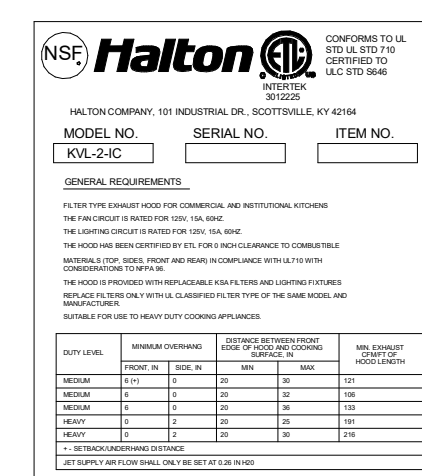 NSF Halton ETL CONFORMS TO UL
STD UL STD 710
CERTIFIED TO
ULC STD S646
C LISTED US
INTERTEK
3012225
HALTON COMPANY, 101 INDUSTRIAL DR., SCOTTSVILLE, KY 42164
MODEL NO. SERIAL NO. ITEM NO.
KVL-2-IC
GENERAL REQUIREMENTS
FILTER TYPE EXHAUST HOOD FOR COMMERCIAL AND INSTITUTIONAL KITCHENS
THE FAN CIRCUIT IS RATED FOR 125V, 15A, 60HZ.
THE LIGHTING CIRCUIT IS RATED FOR 125V, 15A, 60HZ.
THE HOOD HAS BEEN CERTIFIED BY ETL FOR 0 INCH CLEARANCE TO COMBUSTIBLE
MATERIALS (TOP, SIDES, FRONT AND REAR) IN COMPLIANCE WITH UL710 WITH
CONSIDERATIONS TO NFPA 96.
THE HOOD IS PROVIDED WITH REPLACEABLE KSA FILTERS AND LIGHTING FIXTURES
REPLACE FILTERS ONLY WITH UL CLASSIFIED FILTER TYPE OF THE SAME MODEL AND
MANUFACTURER.
SUITABLE FOR USE TO HEAVY DUTY COOKING APPLIANCES.
DUTY LEVEL MINIMUM OVERHANG DISTANCE BETWEEN FRONT
EDGE OF HOOD AND COOKING
SURFACE, IN MIN. EXHAUST
CFM/FT OF
HOOD LENGTH
FRONT, IN SIDE, IN MIN MAX
MEDIUM 6 (+) 0 20 30 121
MEDIUM 6 0 20 32 106
MEDIUM 6 0 20 36 133
HEAVY 0 2 20 25 191
HEAVY 0 2 20 30 216
+ - SETBACK/UNDERHANG DISTANCE
JET SUPPLY AIR FLOW SHALL ONLY BE SET AT 0.26 IN H20